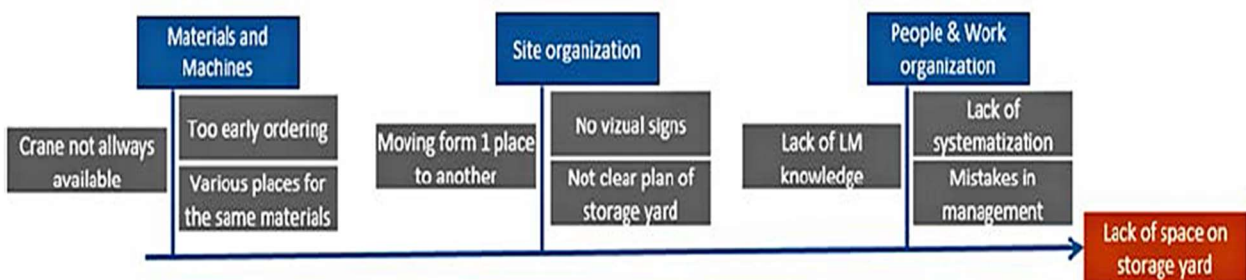 Materials and
Machines
Crane not allways
available
Too early ordering
Various places for
the same materials
Site organization
Moving form 1 place
to another
No vizual signs
Not clear plan of
storage yard
People & Work
organization
Lack of LM
knowledge
Lack of
systematization
Mistakes in
management
Lack of space on
storage yard